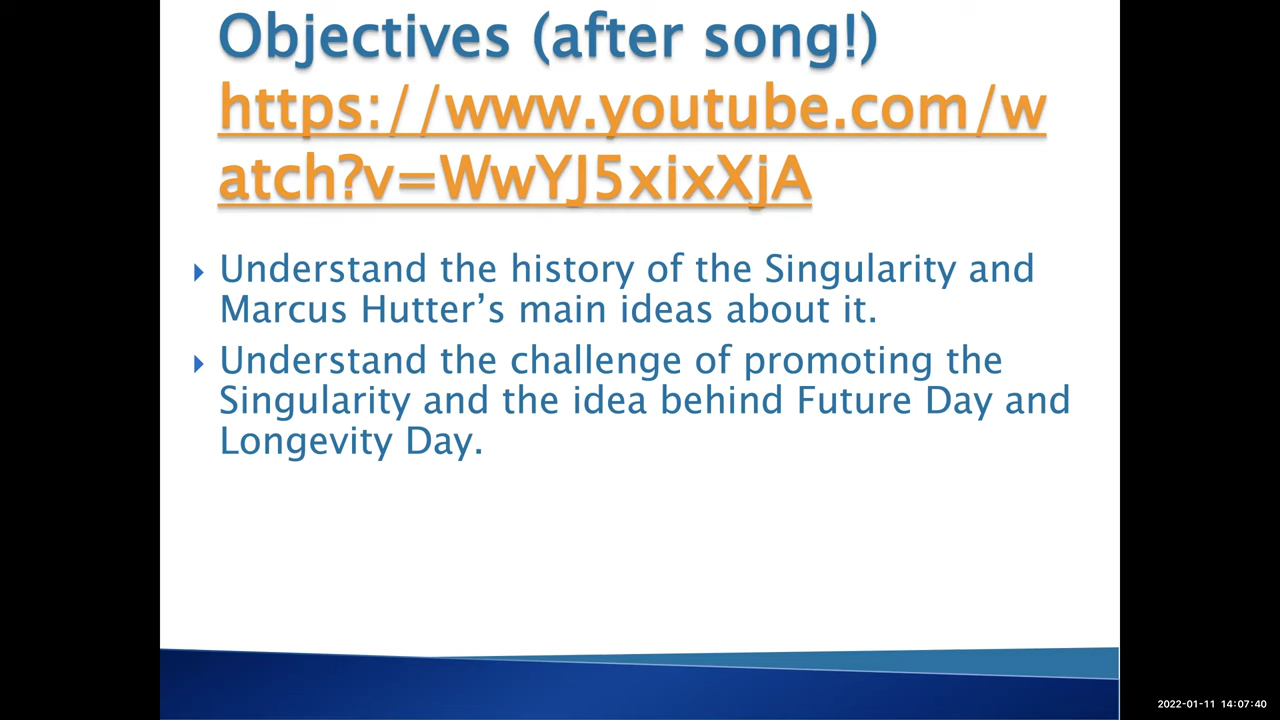 Objectives (after song!)
https://www.youtube.com/w
atch?v=WwYJ5xixXjA
Understand the history of the Singularity and
Marcus Hutter’s main ideas about it.
Understand the challenge of promoting the
Singularity and the idea behind Future Day and
Longevity Day.
2022-01-11 14:07:40